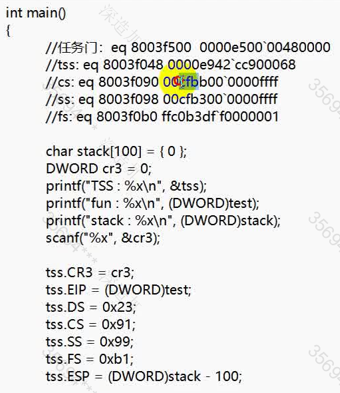 int main()
{
//任务门：eq 8003f500  0000e500`00480000
//tss: eq 8003f048 0000e942`cc900068
//cs: eq 8003f090 00cfbb00`0000ffff
//ss: eq 8003f098 00cfb300`0000ffff
//fs: eq 8003f0b0 ffc0b3df`f0000001
char stack[100] = { 0 };
DWORD cr3 = 0;
printf("TSS : %x\n", &tss);
printf("fun : %x\n", (DWORD)test);
printf("stack : %x\n", (DWORD)stack);
scanf("%x", &cr3);
tss.CR3 = cr3;
tss.EIP = (DWORD)test;
tss.DS = 0x23;
tss.CS = 0x91;
tss.SS = 0x99;
tss.FS = 0xb1;
tss.ESP = (DWORD)stack - 100;